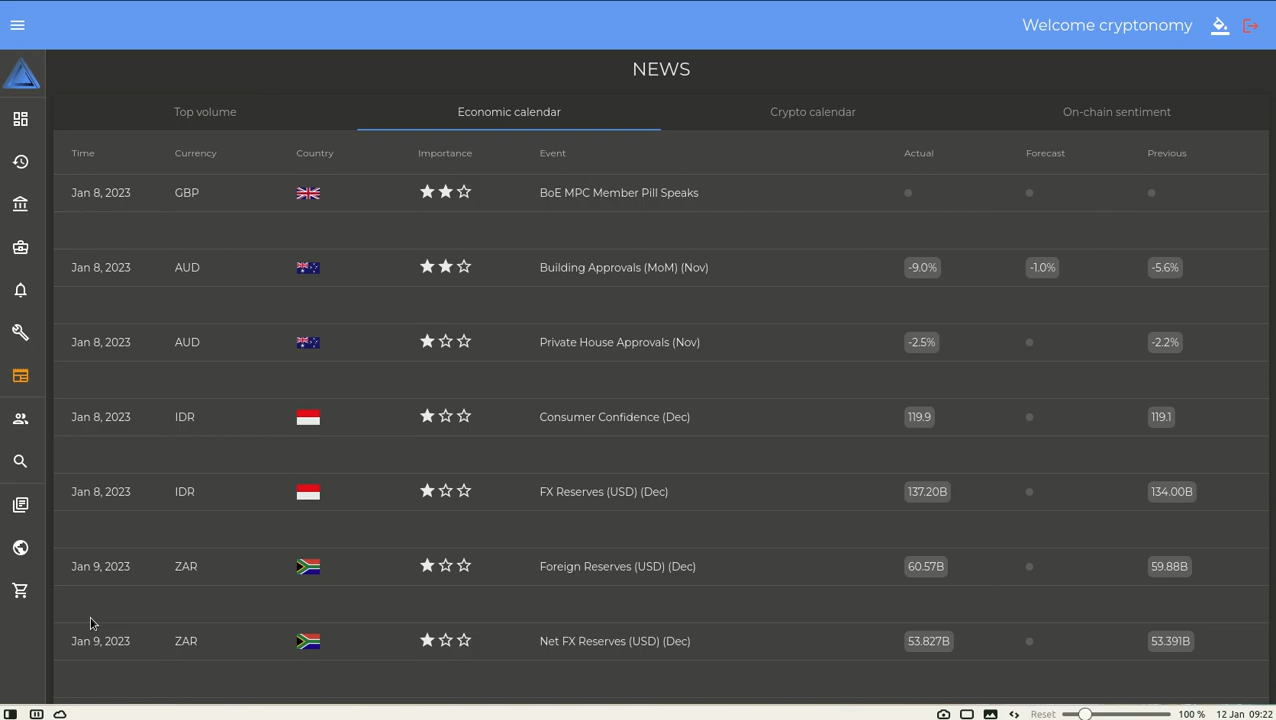 Welcome cryptonomy
NEWS
Top volume Economic calendar Crypto calendar On-chain sentiment
Time Currency Country Importance Event Actual Forecast Previous
Jan 8, 2023 GBP BoE MPC Member Pill Speaks
Jan 8, 2023 AUD Building Approvals (MoM) (Nov) -9.0% -1.0% -5.6%
Jan 8, 2023 AUD Private House Approvals (Nov) -2.5% -2.2%
Jan 8, 2023 IDR Consumer Confidence (Dec) 119.9 119.1
Jan 8, 2023 IDR FX Reserves (USD) (Dec) 137.20B 134.00B
Jan 9, 2023 ZAR Foreign Reserves (USD) (Dec) 60.57B 59.88B
Jan 9, 2023 ZAR Net FX Reserves (USD) (Dec) 53.827B 53.391B
Reset 100 % 12 Jan 09:22